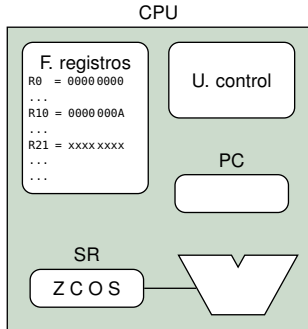 CPU
F. registros
R0 = 0000 0000
...
R10 = 0000 000A
...
R21 = xxxx xxxx
...
...
U. control
PC
SR
Z C O S